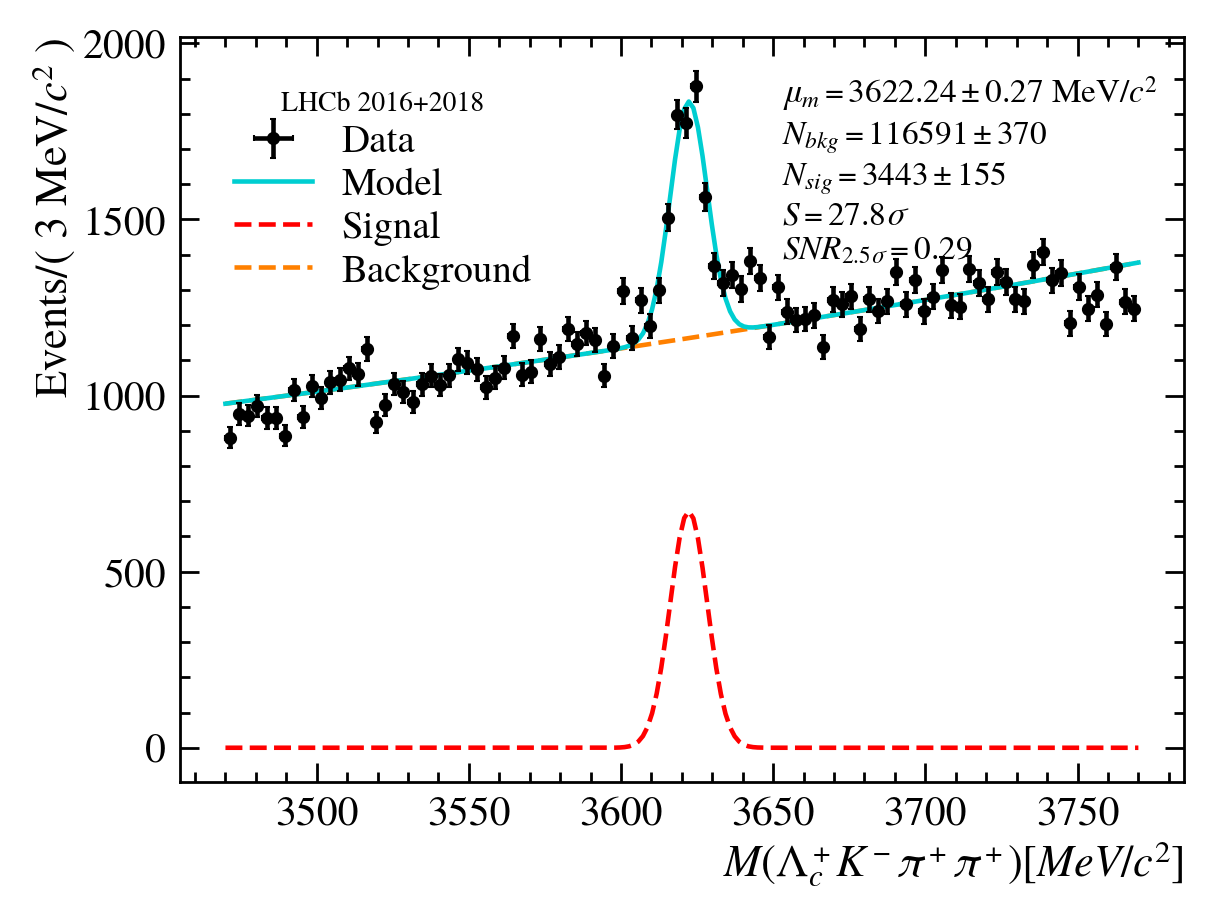 Events/( 3 MeV/c²)
2000
1500
1000
500
0
LHCb 2016+2018
Data
Model
Signal
Background
μₘ = 3622.24 ± 0.27 MeV/c²
N_bkg = 116591 ± 370
N_sig = 3443 ± 155
S = 27.8 σ
SNR_2.5σ = 0.29
3500 3550 3600 3650 3700 3750
M(Λ_c⁺ K⁻ π⁺ π⁺)[MeV/c²]